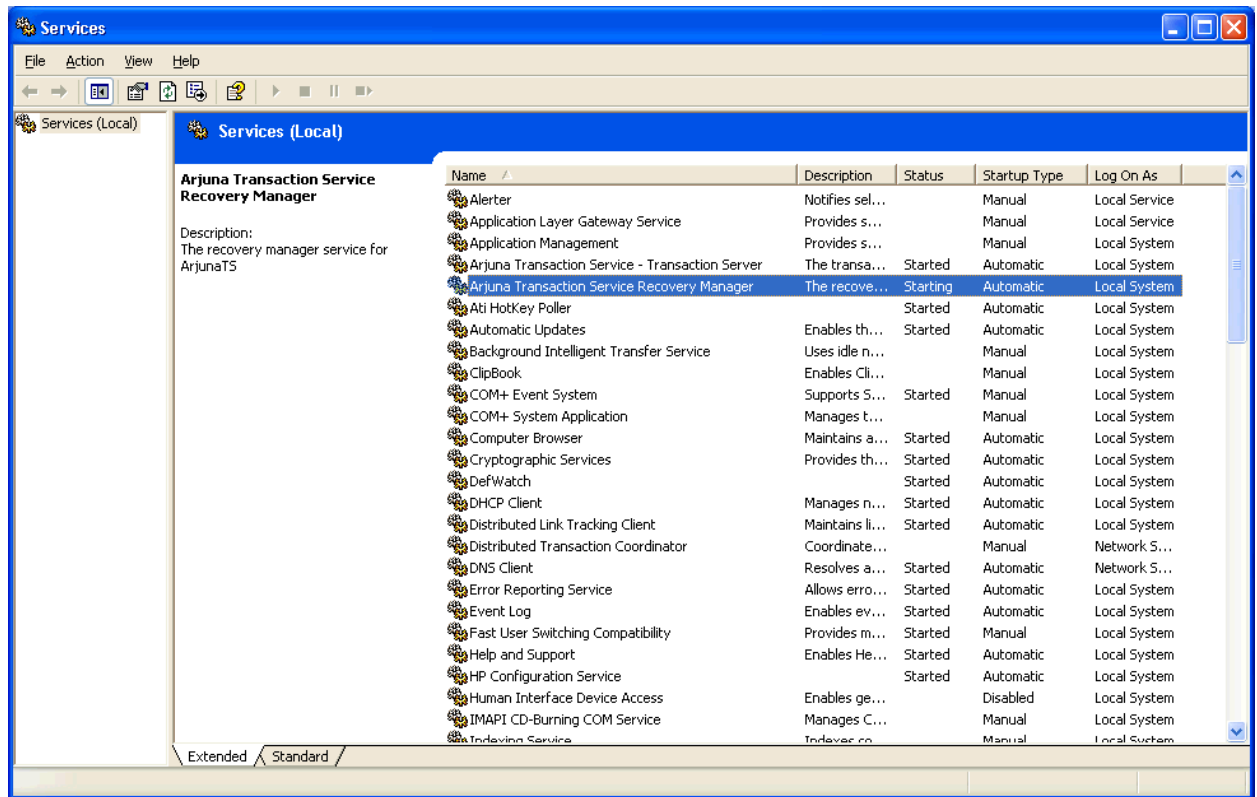 Services
File Action View Help
Services (Local)
Services (Local)
Arjuna Transaction Service
Recovery Manager
Description:
The recovery manager service for
ArjunaTS
Name Description Status Startup Type Log On As
Alerter Notifies sel... Manual Local Service
Application Layer Gateway Service Provides s... Manual Local Service
Application Management Provides s... Manual Local System
Arjuna Transaction Service - Transaction Server The transa... Started Automatic Local System
Arjuna Transaction Service Recovery Manager The recove... Starting Automatic Local System
Ati HotKey Poller Started Automatic Local System
Automatic Updates Enables th... Started Automatic Local System
Background Intelligent Transfer Service Uses idle n... Manual Local System
ClipBook Enables Cli... Manual Local System
COM+ Event System Supports S... Started Manual Local System
COM+ System Application Manages t... Manual Local System
Computer Browser Maintains a... Started Automatic Local System
Cryptographic Services Provides th... Started Automatic Local System
DefWatch Started Automatic Local System
DHCP Client Manages n... Started Automatic Local System
Distributed Link Tracking Client Maintains li... Started Automatic Local System
Distributed Transaction Coordinator Coordinate... Manual Network S...
DNS Client Resolves a... Started Automatic Network S...
Error Reporting Service Allows erro... Started Automatic Local System
Event Log Enables ev... Started Automatic Local System
Fast User Switching Compatibility Provides m... Started Manual Local System
Help and Support Enables He... Started Automatic Local System
HP Configuration Service Started Automatic Local System
Human Interface Device Access Enables ge... Disabled Local System
IMAPI CD-Burning COM Service Manages C... Manual Local System
Indexing Service Indexes co... Manual Local System
Extended Standard